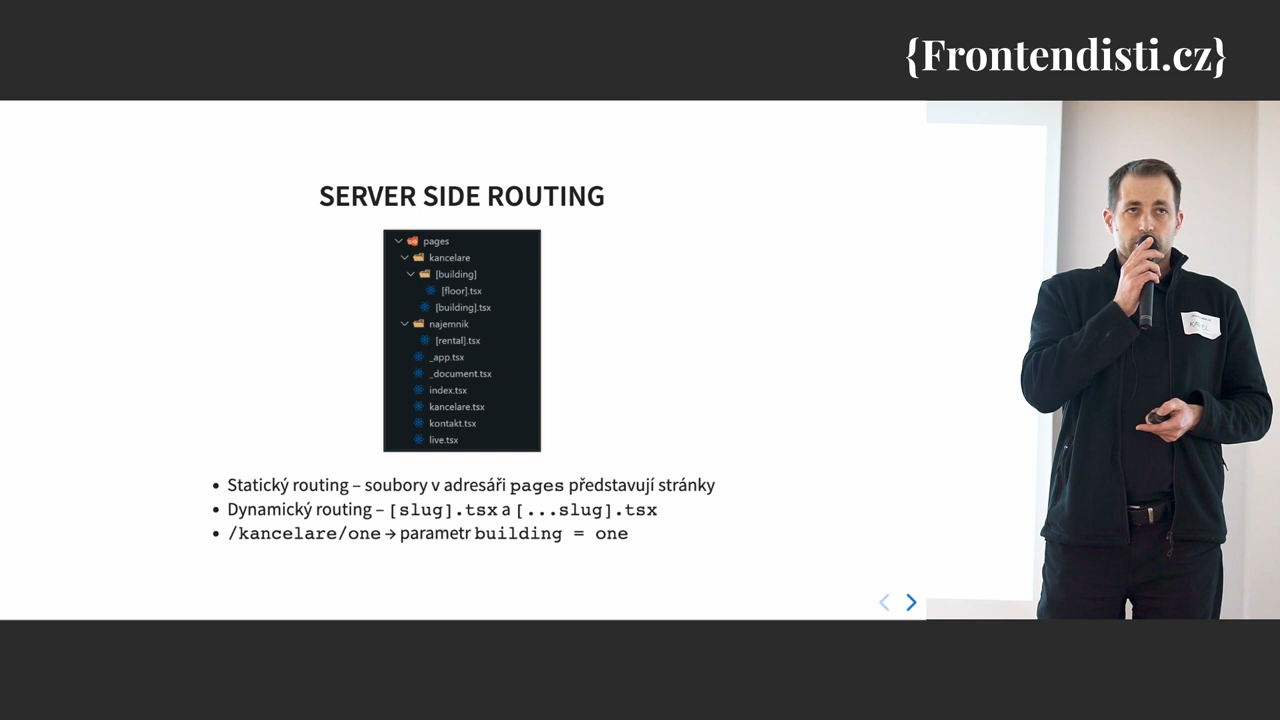 {Frontendisti.cz}
SERVER SIDE ROUTING
pages
kancelare
[building]
[floor].tsx
[building].tsx
najemnik
[rental].tsx
_app.tsx
_document.tsx
index.tsx
kancelare.tsx
kontakt.tsx
live.tsx
• Statický routing – soubory v adresáři pages představují stránky
• Dynamický routing – [slug].tsx a [...slug].tsx
• /kancelare/one → parametr building = one